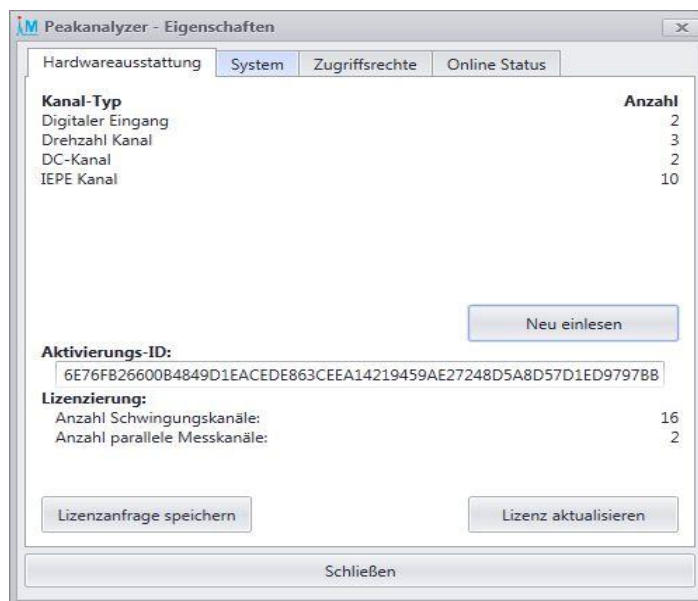 iM Peakanalyzer - Eigenschaften
Hardwareausstattung System Zugriffsrechte Online Status
Kanal-Typ Anzahl
Digitaler Eingang 2
Drehzahl Kanal 3
DC-Kanal 2
IEPE Kanal 10
Neu einlesen
Aktivierungs-ID:
6E76FB26600B4849D1EACEDE863CEEA14219459AE27248D5A8D57D1ED9797BB
Lizenzierung:
Anzahl Schwingungskanäle: 16
Anzahl parallele Messkanäle: 2
Lizenzanfrage speichern Lizenz aktualisieren
Schließen